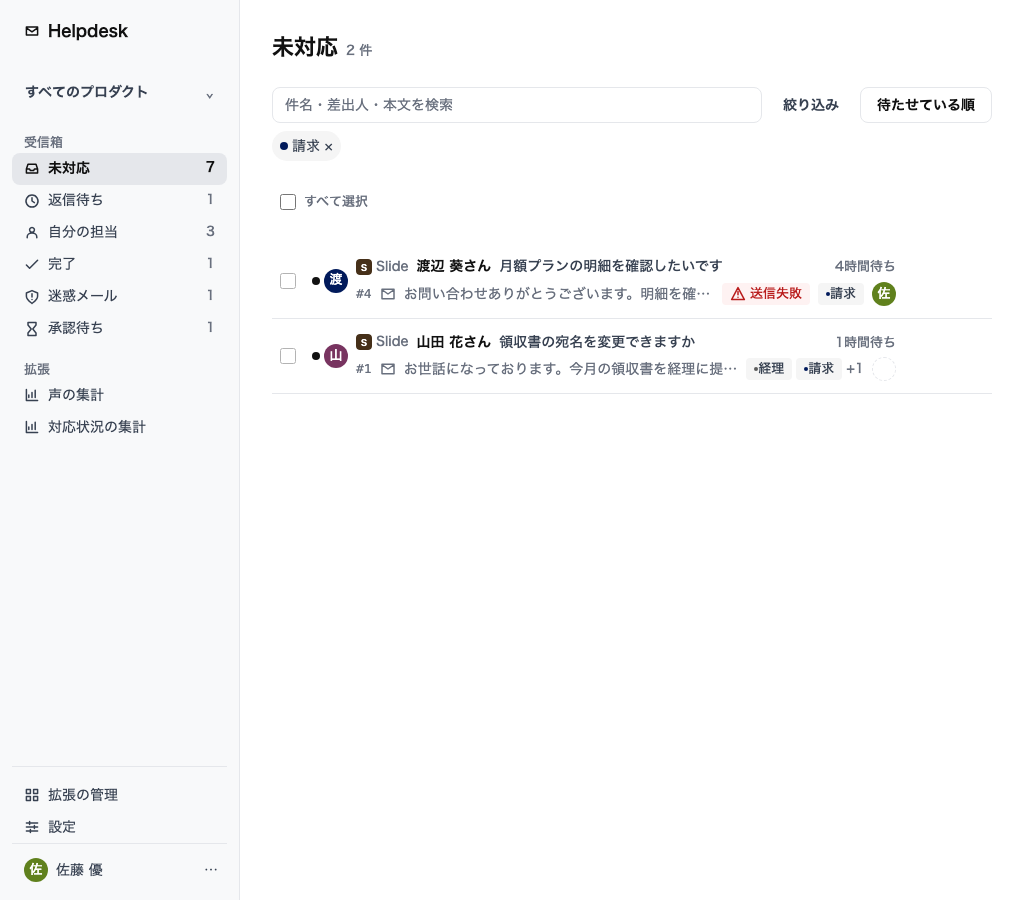 Helpdesk
すべてのプロダクト
受信箱
未対応 7
返信待ち 1
自分の担当 3
完了 1
迷惑メール 1
承認待ち 1
拡張
声の集計
対応状況の集計
拡張の管理
設定
佐 佐藤 優 …
未対応 2 件
件名・差出人・本文を検索 絞り込み 待たせている順
請求 ×
すべて選択
渡 S Slide 渡辺 葵さん 月額プランの明細を確認したいです 4時間待ち
#4 お問い合わせありがとうございます。明細を確… 送信失敗 •請求 佐
山 S Slide 山田 花さん 領収書の宛名を変更できますか 1時間待ち
#1 お世話になっております。今月の領収書を経理に提… •経理 •請求 +1